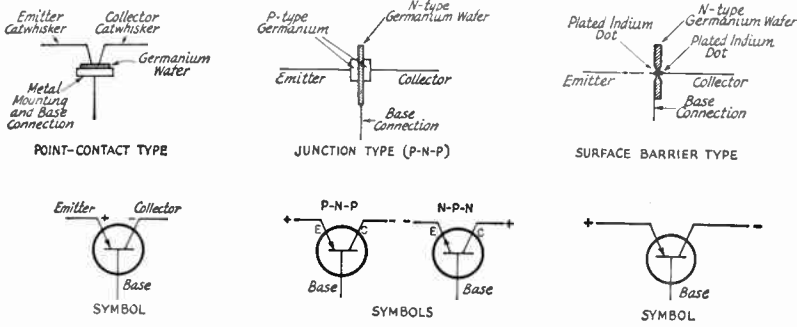 Emitter
Catwhisker
Collector
Catwhisker
Germanium
Wafer
Metal
Mounting
and Base
Connection
POINT-CONTACT TYPE
P-type
Germanium
N-type
Germanium Wafer
Emitter
Collector
Base
Connection
JUNCTION TYPE (P-N-P)
N-type
Germanium Wafer
Plated Indium
Dot
Plated Indium
Dot
Emitter
Collector
Base
Connection
SURFACE BARRIER TYPE
Emitter + - Collector
Base
SYMBOL
P-N-P
+ - E C - -
Base
N-P-N
- - E C - +
Base
SYMBOLS
+ -
Base
SYMBOL